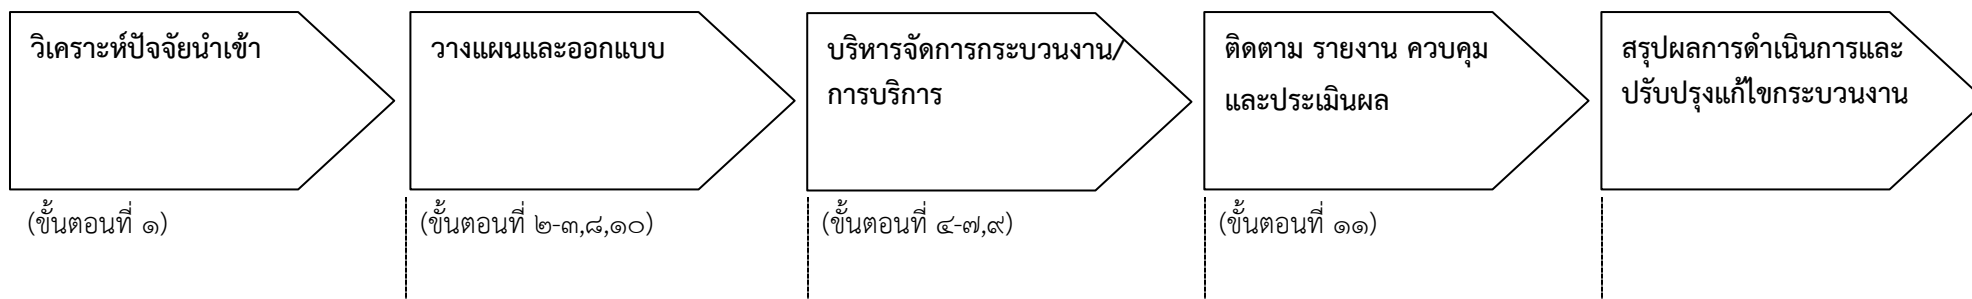 วิเคราะห์ปัจจัยนำเข้า
วางแผนและออกแบบ
บริหารจัดการกระบวนงาน/
การบริการ
ติดตาม รายงาน ควบคุม
และประเมินผล
สรุปผลการดำเนินการและ
ปรับปรุงแก้ไขกระบวนงาน
(ขั้นตอนที่ ๑)
(ขั้นตอนที่ ๒-๓,๘,๑๐)
(ขั้นตอนที่ ๔-๗,๙)
(ขั้นตอนที่ ๑๑)